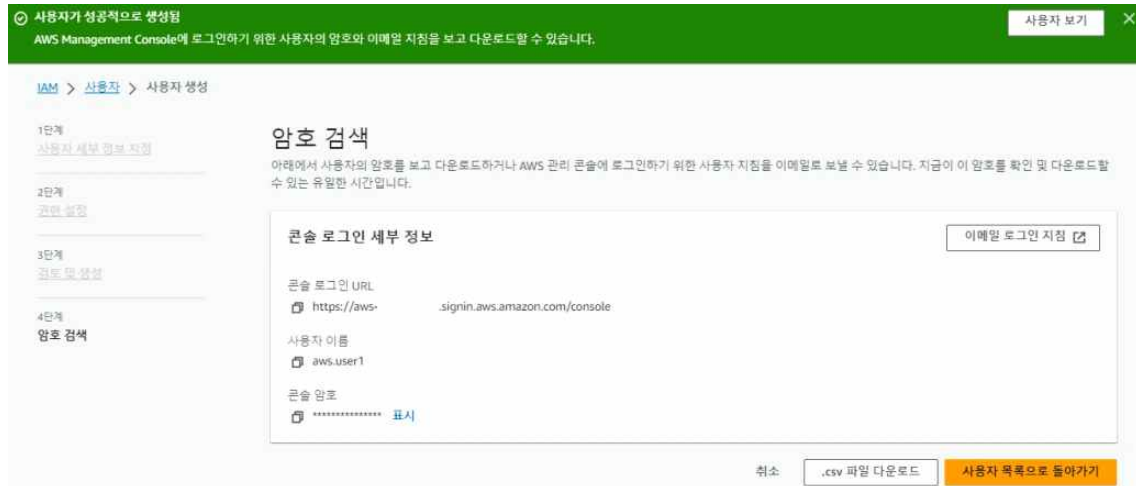 사용자가 성공적으로 생성됨
사용자 보기
AWS Management Console에 로그인하기 위한 사용자의 암호와 이메일 지침을 보고 다운로드할 수 있습니다.
IAM > 사용자 > 사용자 생성
1단계
사용자 세부 정보 지정
2단계
권한 설정
3단계
검토 및 생성
4단계
암호 검색
암호 검색
아래에서 사용자의 암호를 보고 다운로드하거나 AWS 관리 콘솔에 로그인하기 위한 사용자 지침을 이메일로 보낼 수 있습니다. 지금이 이 암호를 확인 및 다운로드할
수 있는 유일한 시간입니다.
콘솔 로그인 세부 정보
이메일 로그인 지침
콘솔 로그인 URL
https://aws- .signin.aws.amazon.com/console
사용자 이름
aws.user1
콘솔 암호
*************** 표시
취소
.csv 파일 다운로드
사용자 목록으로 돌아가기